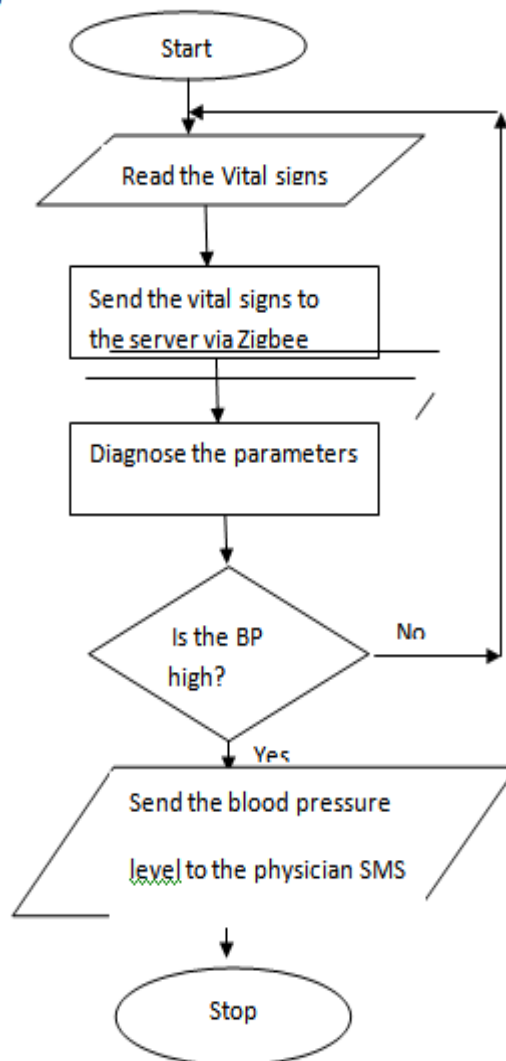 Start
Read the Vital signs
Send the vital signs to
the server via Zigbee
Diagnose the parameters
Is the BP
high?
No
Yes
Send the blood pressure
level to the physician SMS
Stop